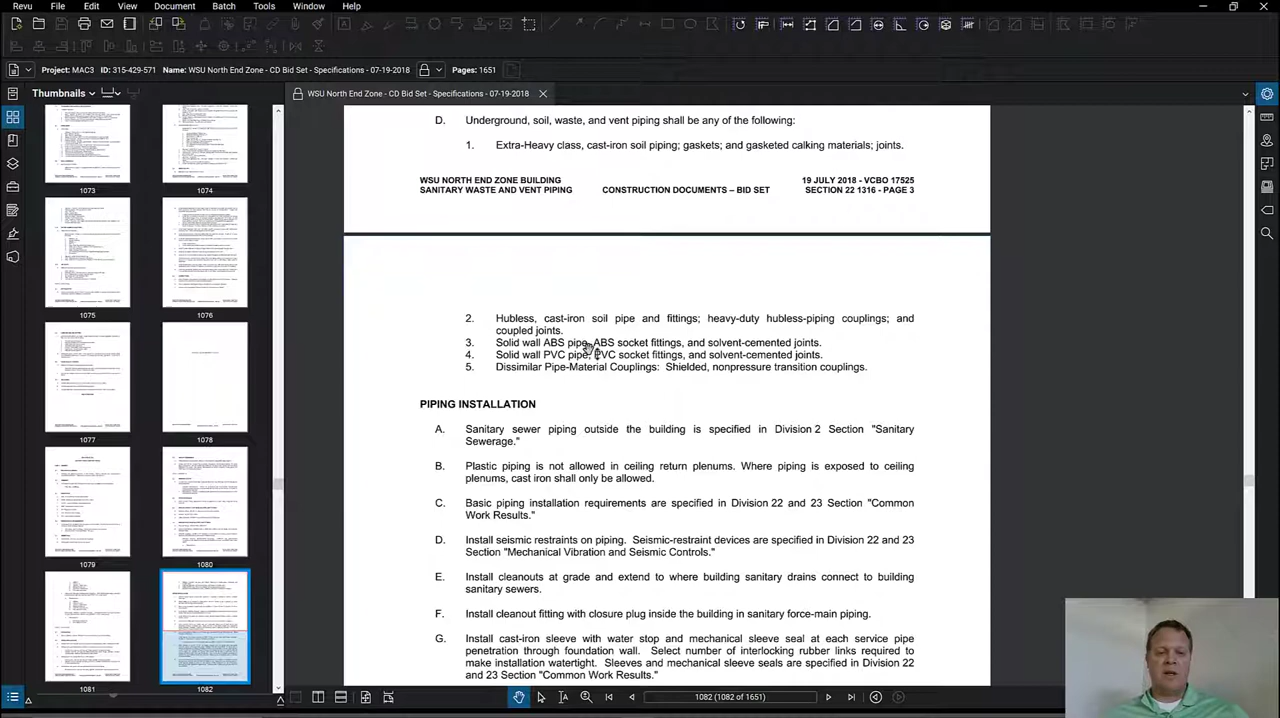 Revu File Edit View Document Batch Tools Window Help
Project: MAC3 ID: 315-429-571 Name: WSU North End Zone - CD Bid Set - Specifications - 07-19-2018 Pages: 1651
Thumbnails
WSU North End Zone - CD Bid Set - Specifications - 07-19-2018
1073 1074
1075 1076
1077 1078
1079 1080
1081 1082
D. Underground, soil, waste, and vent piping shall be any of the following:
1. Extra heavy class, cast-iron soil piping; gaskets; and gasket sealing materials; joints.
WSU NORTH END ZONE BUILDING 19 JULY 2018 - VCBO 17525
SANITARY WASTE AND VENT PIPING CONSTRUCTION DOCUMENTS – BID SET SECTION 22 1316 - PAGE 3
2. Hubless, cast-iron soil pipe and fittings; heavy-duty hubless-piping couplings; and
coupled joints.
3. wall ABS pipe, ABS socket fittings, and solvent-cemented joints.
4. PVC pipe, PVC socket fittings, and solvent-cemented joints.
5. Dissimilar Pipe-Material Couplings: Shielded, nonpressure transition couplings.
PIPING INSTALLATION
A. Sanitary sewer piping outside the building is specified in Division 2 Section "Sanitary
Sewerage."
B. Plastic piping is not allowed in any return plenums. Where piping is exposed to ceiling
plenums, cast iron shall only be used.
Basic piping installation requirements are specified in Division 22 and 23 Section "Common
Work Results."
D. Install seismic restraint on piping. Seismic-restraint devices are specified in Division 22 and 23
Section "Mechanical Vibration and Seismic Controls."
E. Install cleanouts at grade and extend to where building sanitary drains connect to building
sanitary sewers.
F. Install cleanout fitting with closure plug inside the building in sanitary force-main piping.
G. Install cast-iron sleeve with water stop and mechanical sleeve seal at each service pipe
penetration through foundation wall. Select number of interlocking rubber links required to
make installation watertight. Sleeves and mechanical sleeve seals are specified in Division 22
and 23 Section "Common Work Results."
1082 (1082 of 1651)